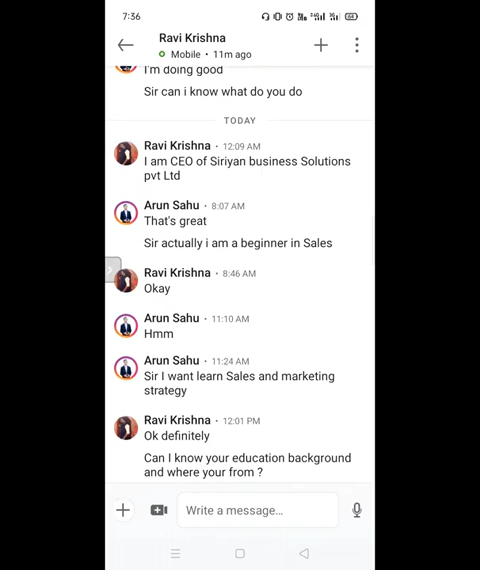 7:36
Ravi Krishna
Mobile • 11m ago
I'm doing good
Sir can i know what do you do
TODAY
Ravi Krishna • 12:09 AM
I am CEO of Siriyan business Solutions
pvt Ltd
Arun Sahu • 8:07 AM
That's great
Sir actually i am a beginner in Sales
Ravi Krishna • 8:46 AM
Okay
Arun Sahu • 11:10 AM
Hmm
Arun Sahu • 11:24 AM
Sir I want learn Sales and marketing
strategy
Ravi Krishna • 12:01 PM
Ok definitely
Can I know your education background
and where your from ?
Write a message...